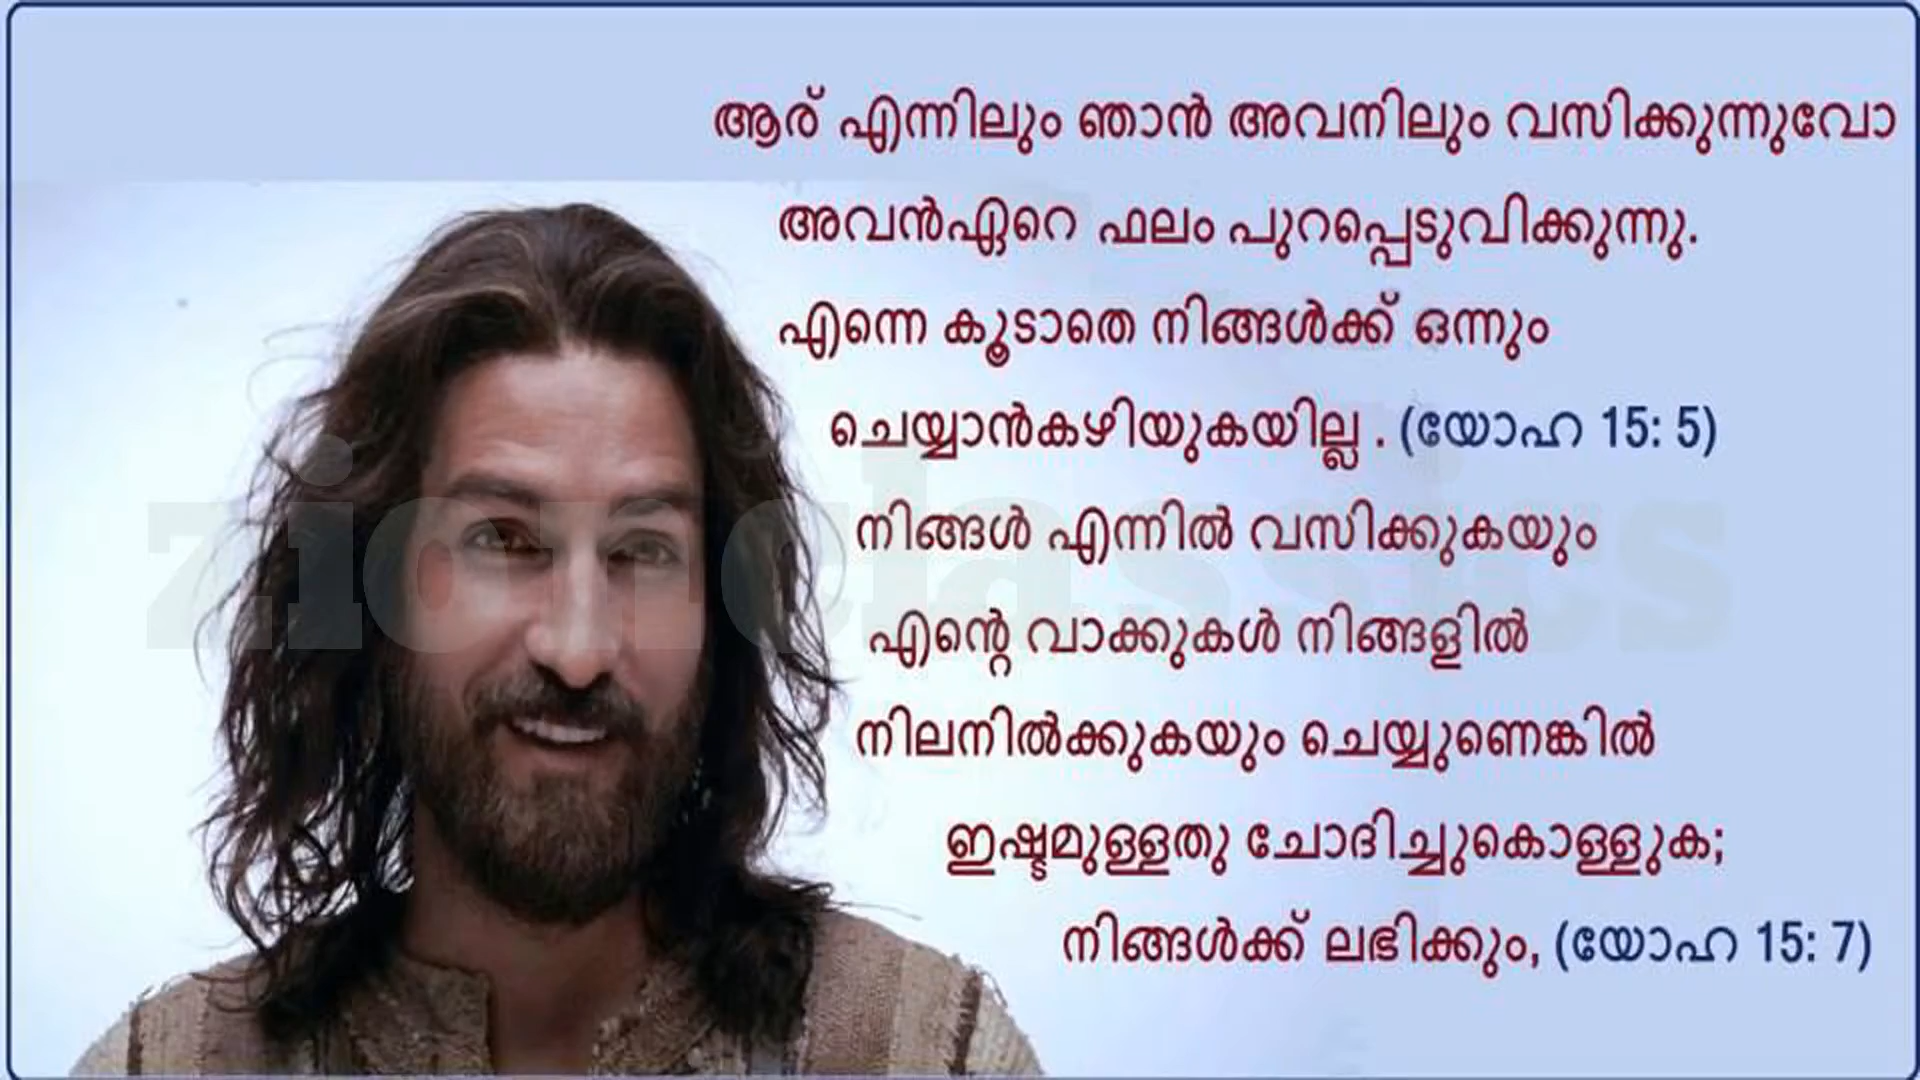 ആര് എന്നിലും ഞാൻ അവനിലും വസിക്കുന്നുവോ
അവൻഏറെ ഫലം പുറപ്പെടുവിക്കുന്നു.
എന്നെ കൂടാതെ നിങ്ങൾക്ക് ഒന്നും
ചെയ്യാൻകഴിയുകയില്ല . (യോഹ 15: 5)
നിങ്ങൾ എന്നിൽ വസിക്കുകയും
എന്റെ വാക്കുകൾ നിങ്ങളിൽ
നിലനിൽക്കുകയും ചെയ്യുണെങ്കിൽ
ഇഷ്ടമുള്ളതു ചോദിച്ചുകൊള്ളുക;
നിങ്ങൾക്ക് ലഭിക്കും, (യോഹ 15: 7)
zionclassics